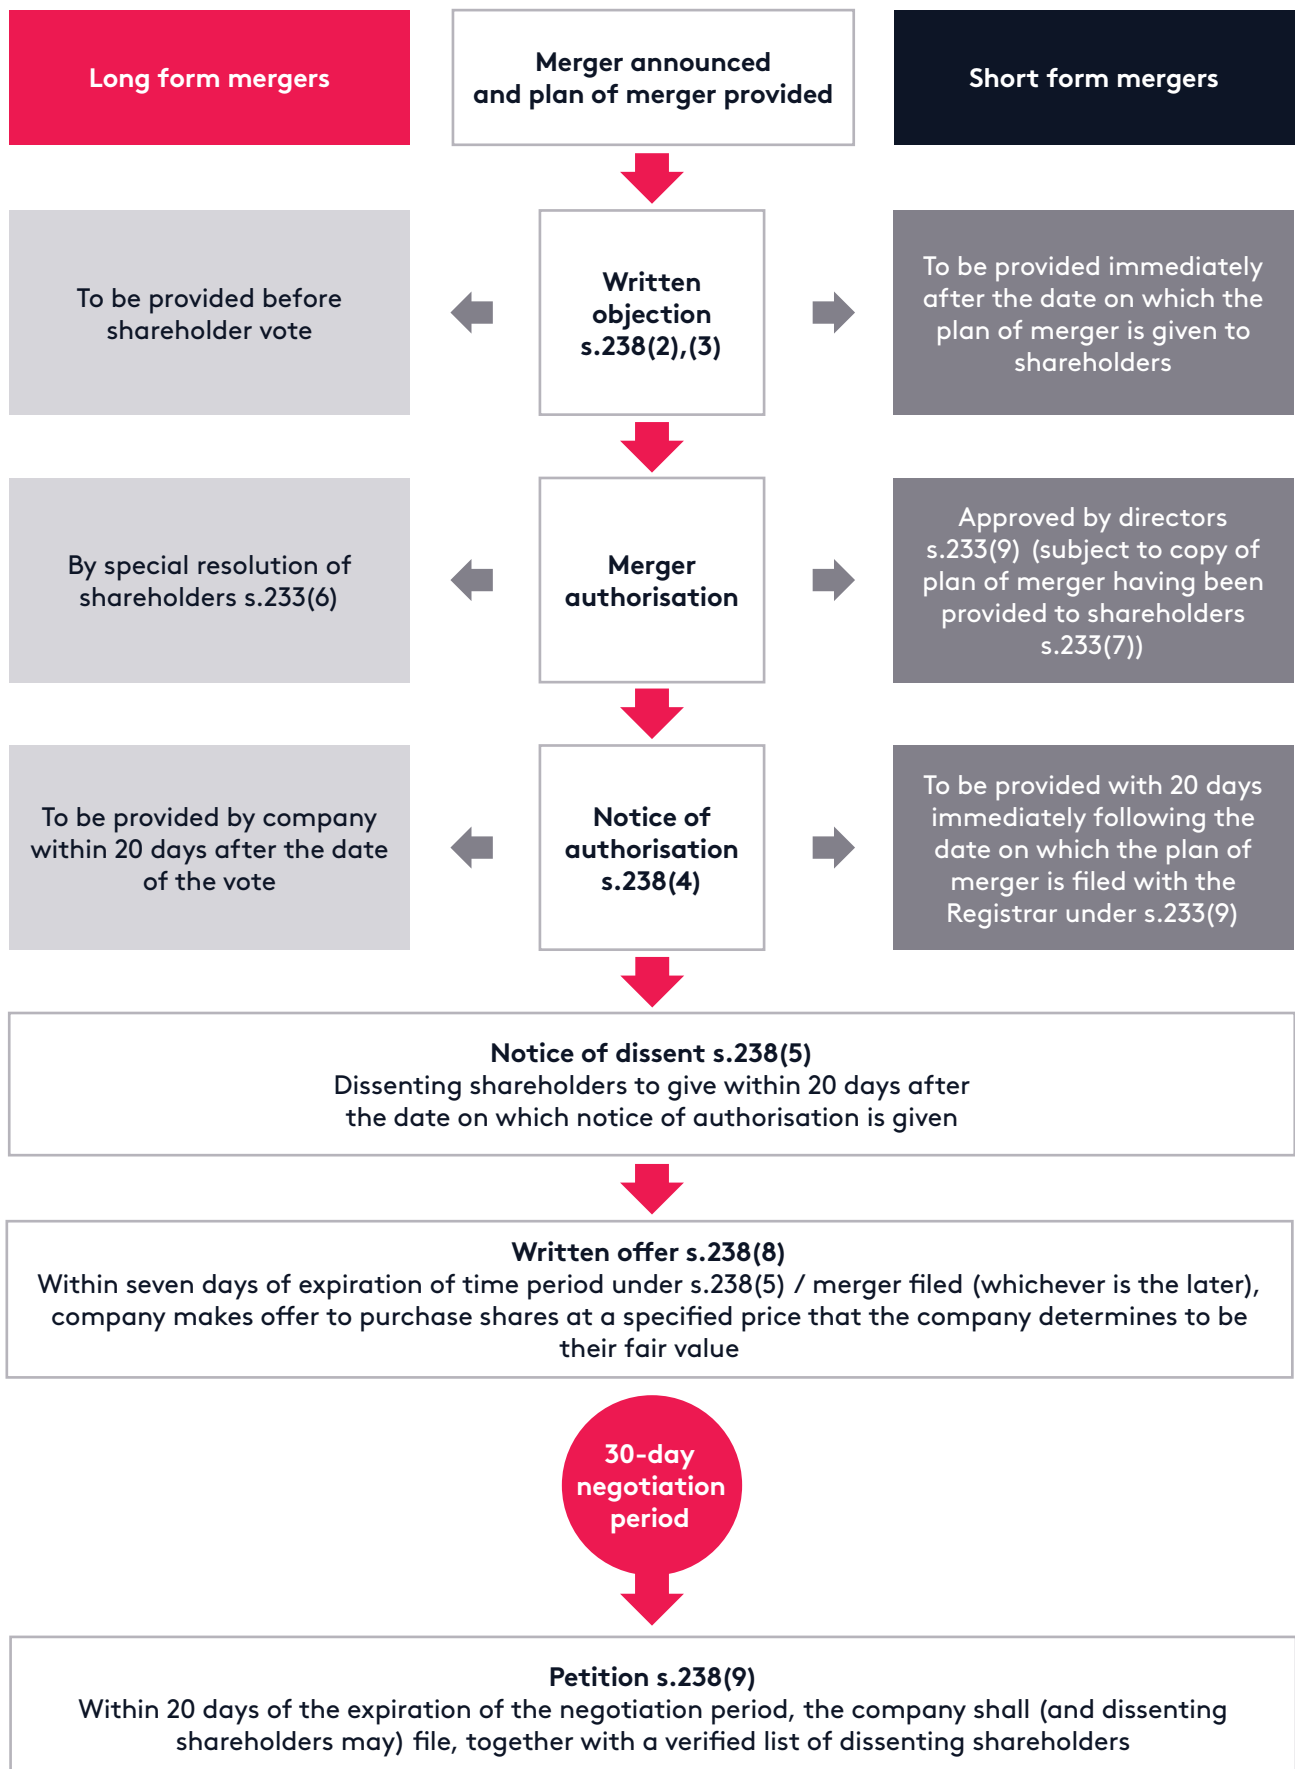 Long form mergers
Merger announced
and plan of merger provided
Short form mergers
To be provided before
shareholder vote
Written
objection
s.238(2),(3)
To be provided immediately
after the date on which the
plan of merger is given to
shareholders
By special resolution of
shareholders s.233(6)
Merger
authorisation
Approved by directors
s.233(9) (subject to copy of
plan of merger having been
provided to shareholders
s.233(7))
To be provided by company
within 20 days after the date
of the vote
Notice of
authorisation
s.238(4)
To be provided with 20 days
immediately following the
date on which the plan of
merger is filed with the
Registrar under s.233(9)
Notice of dissent s.238(5)
Dissenting shareholders to give within 20 days after
the date on which notice of authorisation is given
Written offer s.238(8)
Within seven days of expiration of time period under s.238(5) / merger filed (whichever is the later),
company makes offer to purchase shares at a specified price that the company determines to be
their fair value
30-day
negotiation
period
Petition s.238(9)
Within 20 days of the expiration of the negotiation period, the company shall (and dissenting
shareholders may) file, together with a verified list of dissenting shareholders